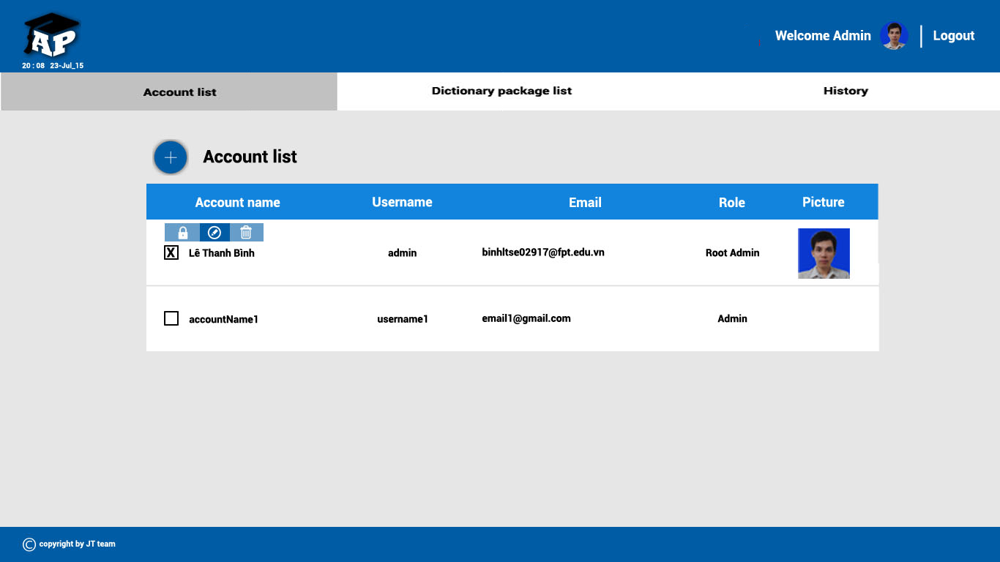 AP
20 : 08 23-Jul_15
Welcome Admin
Logout
Account list
Dictionary package list
History
Account list
Account name
Username
Email
Role
Picture
X
Lê Thanh Bình
admin
binhltse02917@fpt.edu.vn
Root Admin
accountName1
username1
email1@gmail.com
Admin
© copyright by JT team